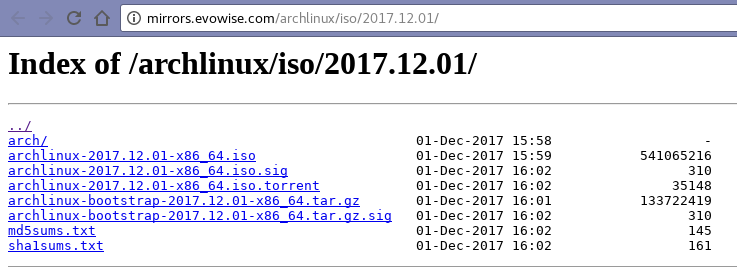 mirrors.evowise.com/archlinux/iso/2017.12.01/
Index of /archlinux/iso/2017.12.01/
../
arch/ 01-Dec-2017 15:58 -
archlinux-2017.12.01-x86_64.iso 01-Dec-2017 15:59 541065216
archlinux-2017.12.01-x86_64.iso.sig 01-Dec-2017 16:02 310
archlinux-2017.12.01-x86_64.iso.torrent 01-Dec-2017 16:02 35148
archlinux-bootstrap-2017.12.01-x86_64.tar.gz 01-Dec-2017 16:01 133722419
archlinux-bootstrap-2017.12.01-x86_64.tar.gz.sig 01-Dec-2017 16:02 310
md5sums.txt 01-Dec-2017 16:02 145
sha1sums.txt 01-Dec-2017 16:02 161